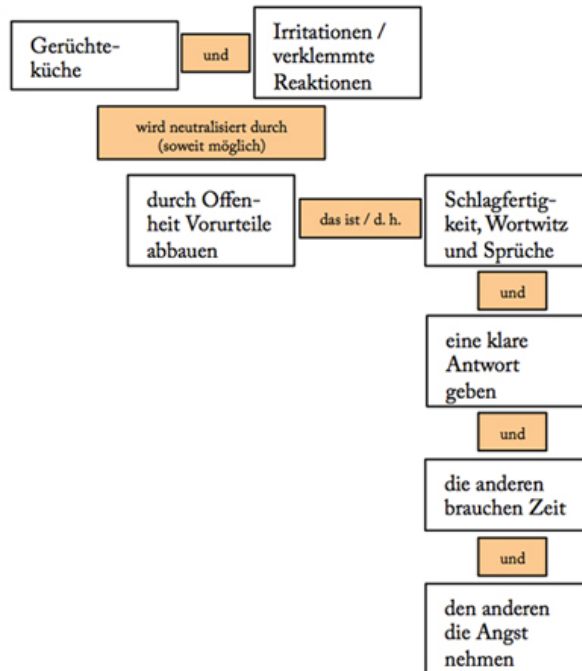 Gerüchte-
küche
und
Irritationen /
verklemmte
Reaktionen
wird neutralisiert durch
(soweit möglich)
durch Offen-
heit Vorurteile
abbauen
das ist / d. h.
Schlagfertig-
keit, Wortwitz
und Sprüche
und
eine klare
Antwort
geben
und
die anderen
brauchen Zeit
und
den anderen
die Angst
nehmen